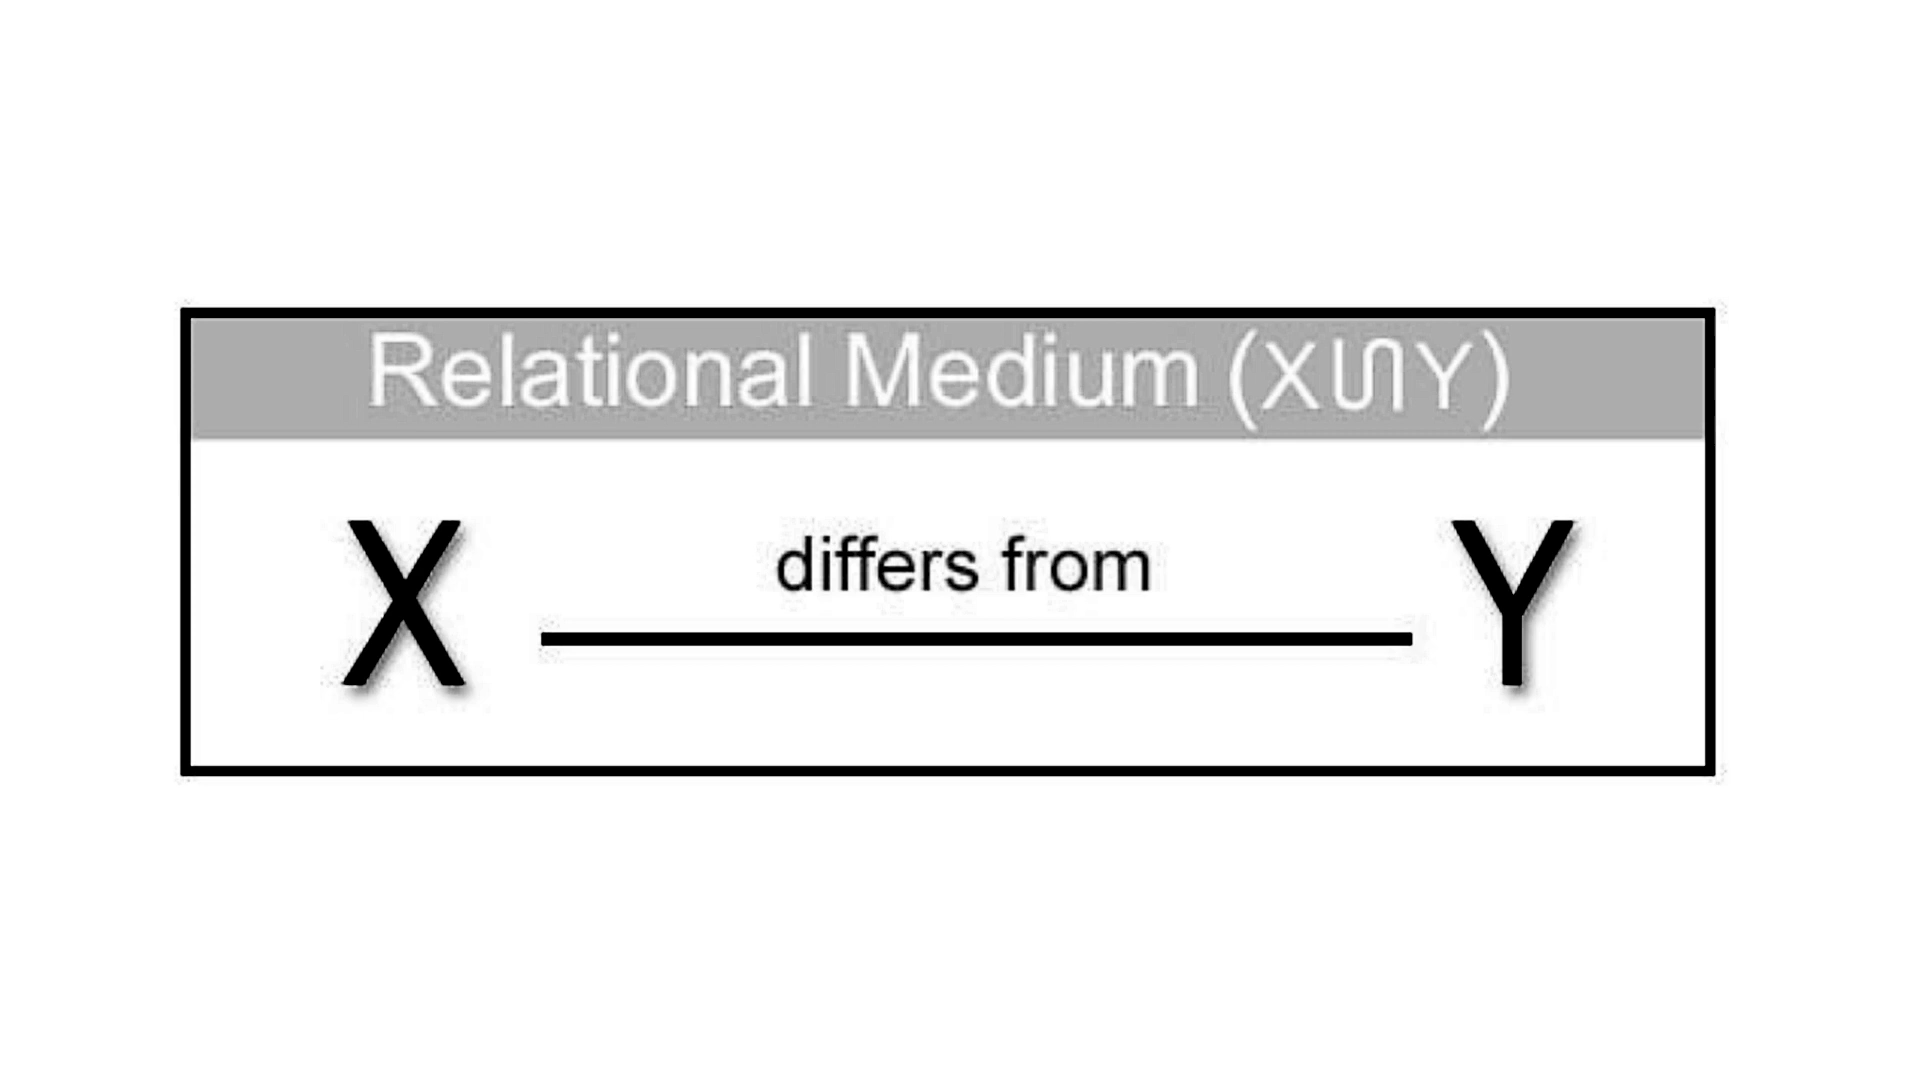 Relational Medium (X ᔕ Y)
X differs from Y